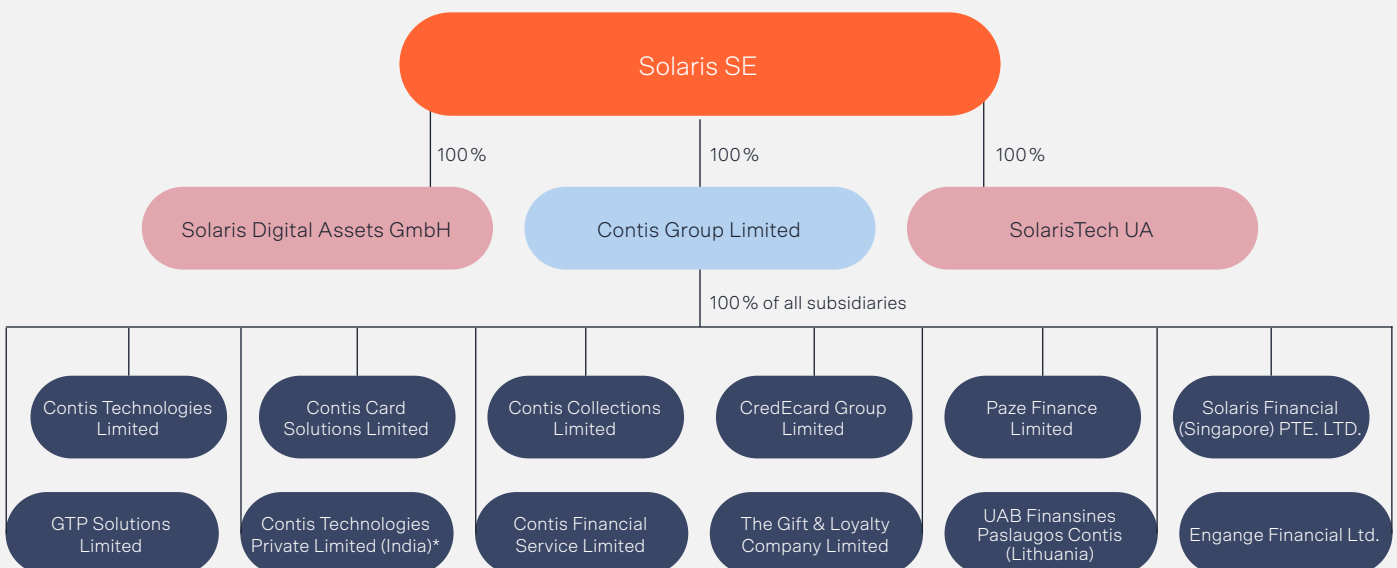 Solaris SE
100 %
100 %
100 %
Solaris Digital Assets GmbH
Contis Group Limited
SolarisTech UA
100 % of all subsidiaries
Contis Technologies
Limited
Contis Card
Solutions Limited
Contis Collections
Limited
CredEcard Group
Limited
Paze Finance
Limited
Solaris Financial
(Singapore) PTE. LTD.
GTP Solutions
Limited
Contis Technologies
Private Limited (India)*
Contis Financial
Service Limited
The Gift & Loyalty
Company Limited
UAB Finansines
Paslaugos Contis
(Lithuania)
Engange Financial Ltd.